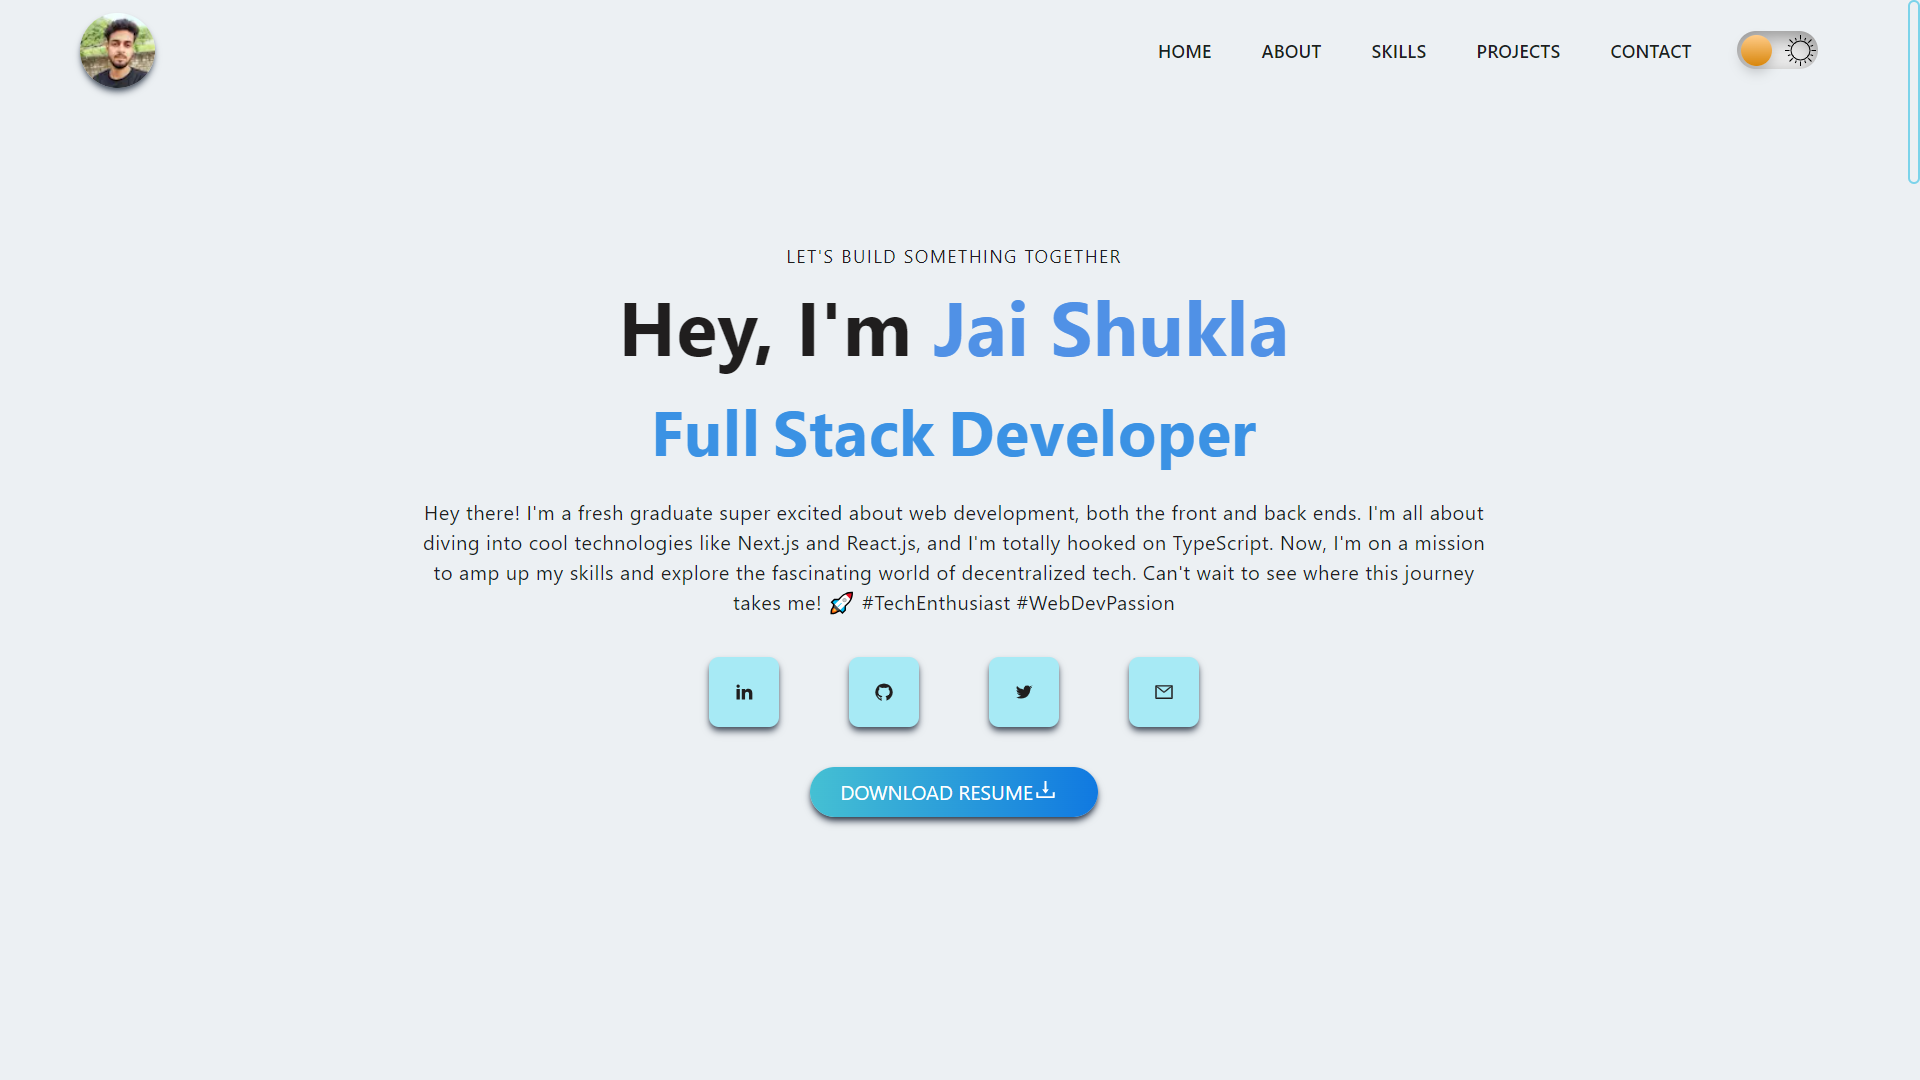 HOME ABOUT SKILLS PROJECTS CONTACT
LET'S BUILD SOMETHING TOGETHER
Hey, I'm Jai Shukla
Full Stack Developer
Hey there! I'm a fresh graduate super excited about web development, both the front and back ends. I'm all about
diving into cool technologies like Next.js and React.js, and I'm totally hooked on TypeScript. Now, I'm on a mission
to amp up my skills and explore the fascinating world of decentralized tech. Can't wait to see where this journey
takes me! 🚀 #TechEnthusiast #WebDevPassion
in
DOWNLOAD RESUME